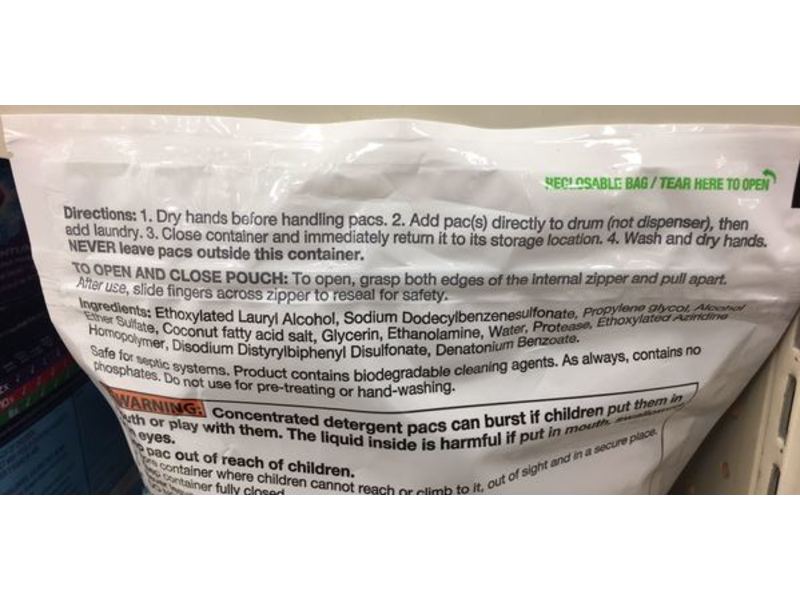 RECLOSABLE BAG / TEAR HERE TO OPEN
Directions: 1. Dry hands before handling pacs. 2. Add pac(s) directly to drum (not dispenser), then
add laundry. 3. Close container and immediately return it to its storage location. 4. Wash and dry hands.
NEVER leave pacs outside this container.
TO OPEN AND CLOSE POUCH: To open, grasp both edges of the internal zipper and pull apart.
After use, slide fingers across zipper to reseal for safety.
Ingredients: Ethoxylated Lauryl Alcohol, Sodium Dodecylbenzenesulfonate, Propylene glycol, Alcohol
Ether Sulfate, Coconut fatty acid salt, Glycerin, Ethanolamine, Water, Protease, Ethoxylated Aziridine
Homopolymer, Disodium Distyrylbiphenyl Disulfonate, Denatonium Benzoate.
Safe for septic systems. Product contains biodegradable cleaning agents. As always, contains no
phosphates. Do not use for pre-treating or hand-washing.
WARNING: Concentrated detergent pacs can burst if children put them in
or play with them. The liquid inside is harmful if put in mouth, swallowed
eyes.
pac out of reach of children.
container where children cannot reach or climb to it, out of sight and in a secure place.
container fully closed